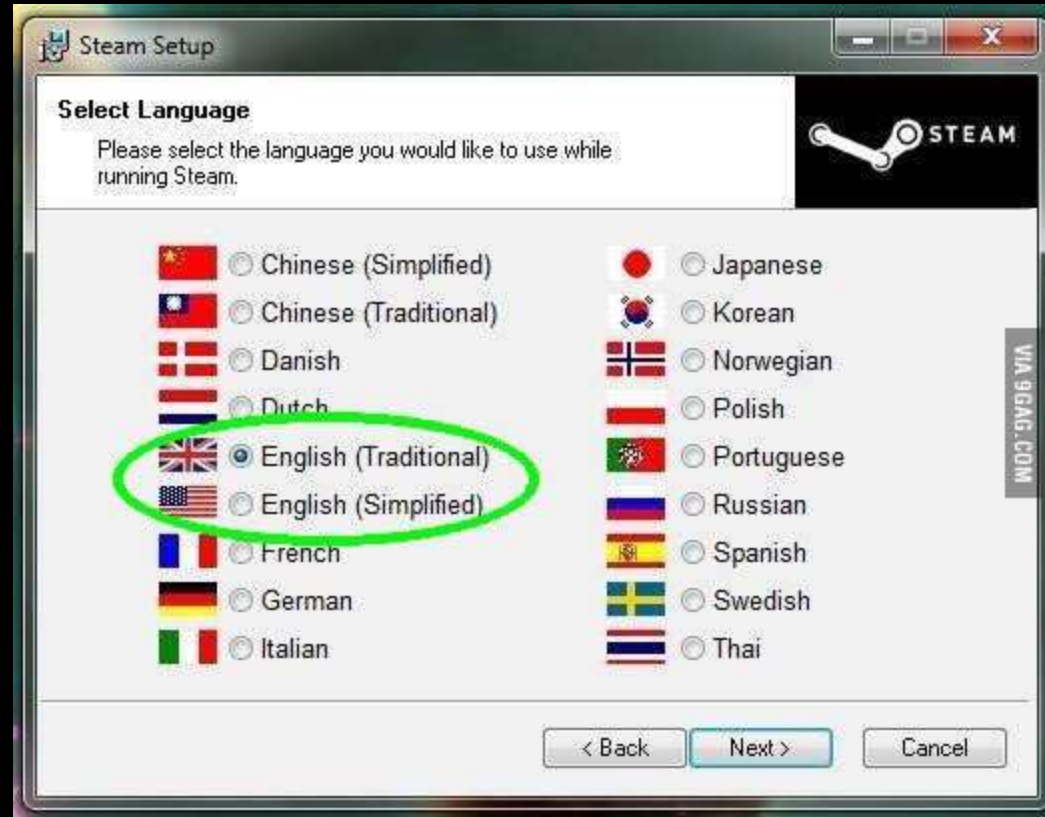 Steam Setup
Select Language
Please select the language you would like to use while
running Steam.
STEAM
Chinese (Simplified)
Chinese (Traditional)
Danish
Dutch
English (Traditional)
English (Simplified)
French
German
Italian
Japanese
Korean
Norwegian
Polish
Portuguese
Russian
Spanish
Swedish
Thai
< Back
Next >
Cancel
VIA 9GAG.COM